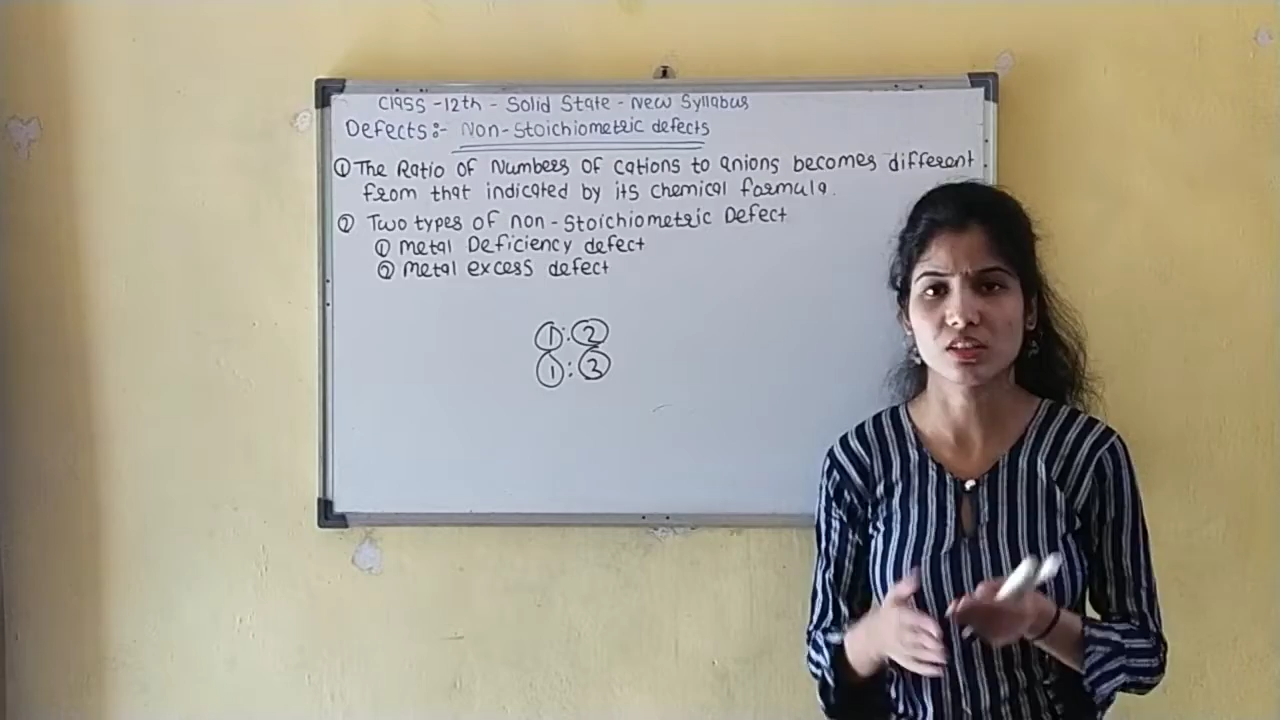 Class -12th - Solid State - New Syllabus
Defects:- Non-Stoichiometric defects
① The Ratio of Numbers of cations to anions becomes different
from that indicated by its chemical formula.
② Two types of non-Stoichiometric Defect
① metal Deficiency defect
② metal excess defect
①:②
①:③